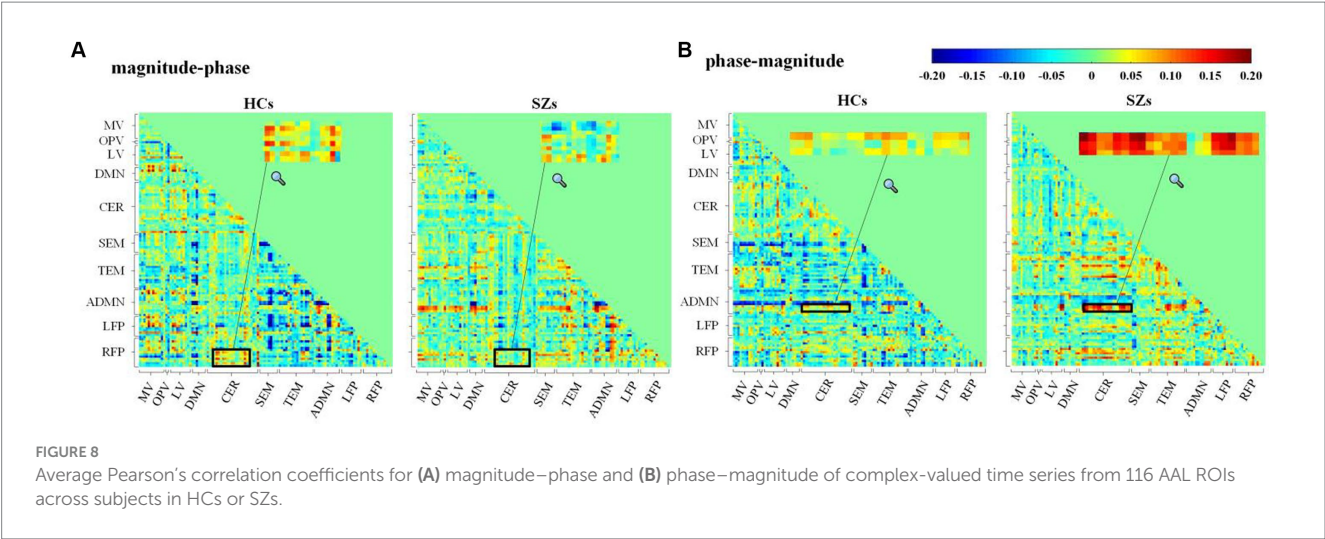 A
magnitude-phase
HCs
SZs
MV
OPV
LV
DMN
CER
SEM
TEM
ADMN
LFP
RFP
MV OPV LV DMN CER SEM TEM ADMN LFP RFP
MV OPV LV DMN CER SEM TEM ADMN LFP RFP
B
phase-magnitude
-0.20 -0.15 -0.10 -0.05 0 0.05 0.10 0.15 0.20
HCs
SZs
MV
OPV
LV
DMN
CER
SEM
TEM
ADMN
LFP
RFP
MV OPV LV DMN CER SEM TEM ADMN LFP RFP
MV OPV LV DMN CER SEM TEM ADMN LFP RFP
FIGURE 8
Average Pearson’s correlation coefficients for (A) magnitude–phase and (B) phase–magnitude of complex-valued time series from 116 AAL ROIs
across subjects in HCs or SZs.